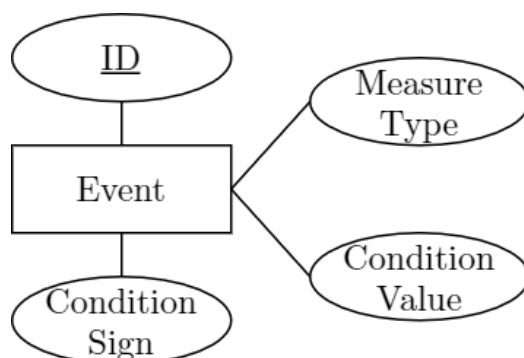 ID
Measure
Type
Event
Condition
Value
Condition
Sign